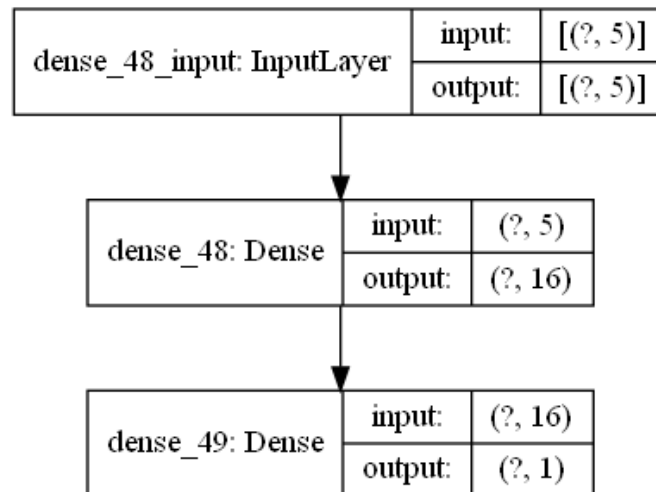 dense_48_input: InputLayer
input: [(?, 5)]
output: [(?, 5)]
dense_48: Dense
input: (?, 5)
output: (?, 16)
dense_49: Dense
input: (?, 16)
output: (?, 1)